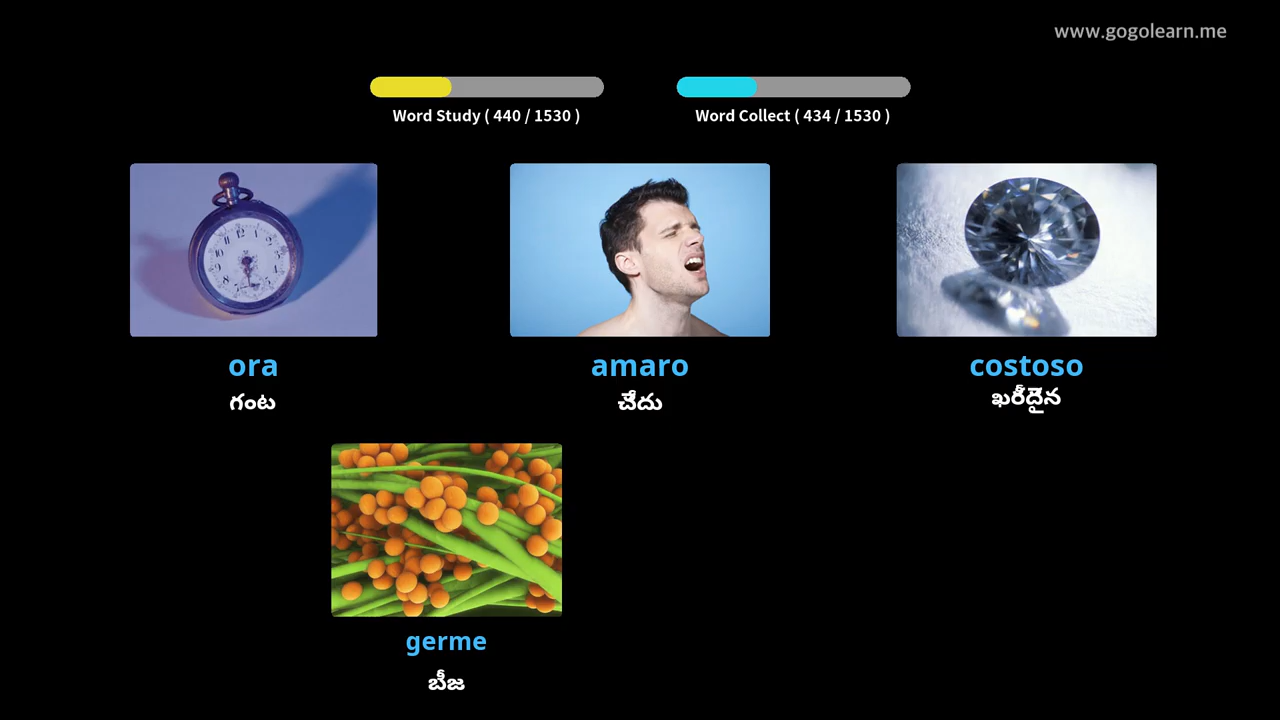 www.gogolearn.me
Word Study ( 440 / 1530 )
Word Collect ( 434 / 1530 )
ora
గంట
amaro
చేదు
costoso
ఖరీదైన
germe
బీజ